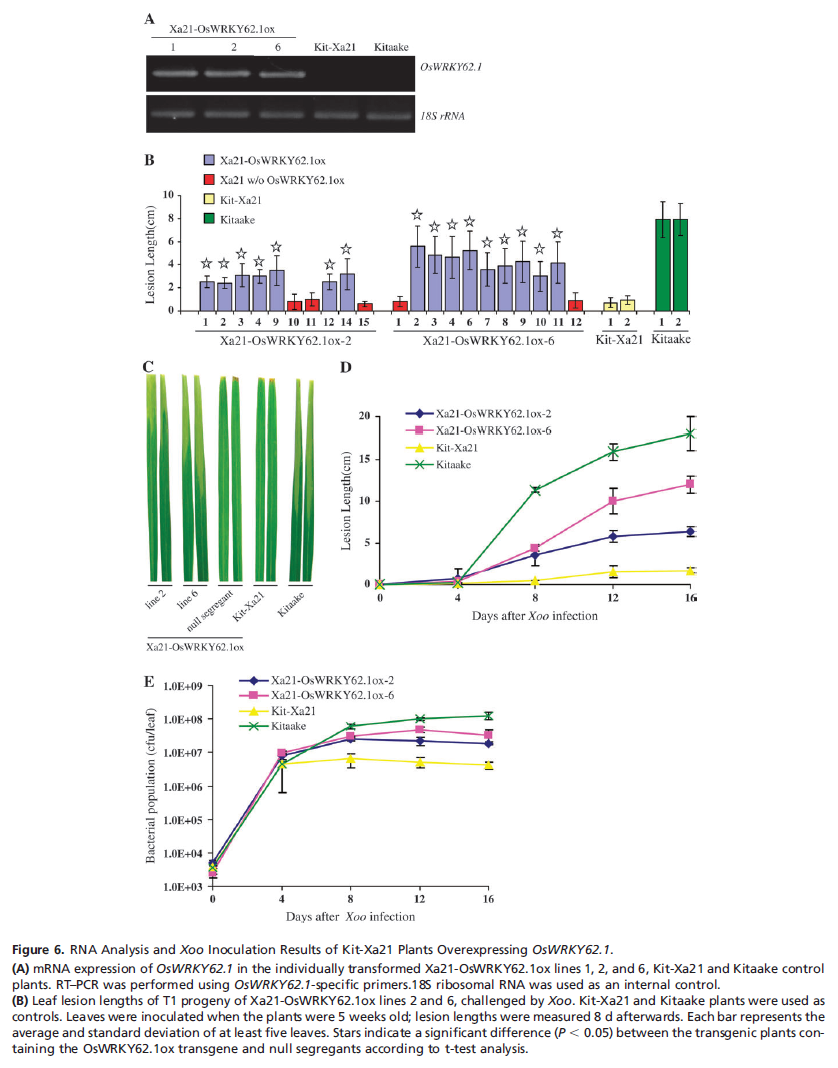 A
Xa21-OsWRKY62.1ox
1 2 6 Kit-Xa21 Kitaake
OsWRKY62.1
18S rRNA
B
Xa21-OsWRKY62.1ox
Xa21 w/o OsWRKY62.1ox
Kit-Xa21
Kitaake
Lesion Length(cm)
10
8
6
4
2
0
1 2 3 4 9 10 11 12 14 15 1 2 3 4 6 7 8 9 10 11 12 1 2 1 2
Xa21-OsWRKY62.1ox-2 Xa21-OsWRKY62.1ox-6 Kit-Xa21 Kitaake
C
line 2
line 6
null segregant
Kit-Xa21
Kitaake
Xa21-OsWRKY62.1ox
D
Xa21-OsWRKY62.1ox-2
Xa21-OsWRKY62.1ox-6
Kit-Xa21
Kitaake
Lesion Length(cm)
20
15
10
5
0
0 4 8 12 16
Days after Xoo infection
E
Xa21-OsWRKY62.1ox-2
Xa21-OsWRKY62.1ox-6
Kit-Xa21
Kitaake
Bacterial population (cfu/leaf)
1.0E+09
1.0E+08
1.0E+07
1.0E+06
1.0E+05
1.0E+04
1.0E+03
0 4 8 12 16
Days after Xoo infection
Figure 6. RNA Analysis and Xoo Inoculation Results of Kit-Xa21 Plants Overexpressing OsWRKY62.1.
(A) mRNA expression of OsWRKY62.1 in the individually transformed Xa21-OsWRKY62.1ox lines 1, 2, and 6, Kit-Xa21 and Kitaake control
plants. RT–PCR was performed using OsWRKY62.1-specific primers.18S ribosomal RNA was used as an internal control.
(B) Leaf lesion lengths of T1 progeny of Xa21-OsWRKY62.1ox lines 2 and 6, challenged by Xoo. Kit-Xa21 and Kitaake plants were used as
controls. Leaves were inoculated when the plants were 5 weeks old; lesion lengths were measured 8 d afterwards. Each bar represents the
average and standard deviation of at least five leaves. Stars indicate a significant difference (P < 0.05) between the transgenic plants con-
taining the OsWRKY62.1ox transgene and null segregants according to t-test analysis.